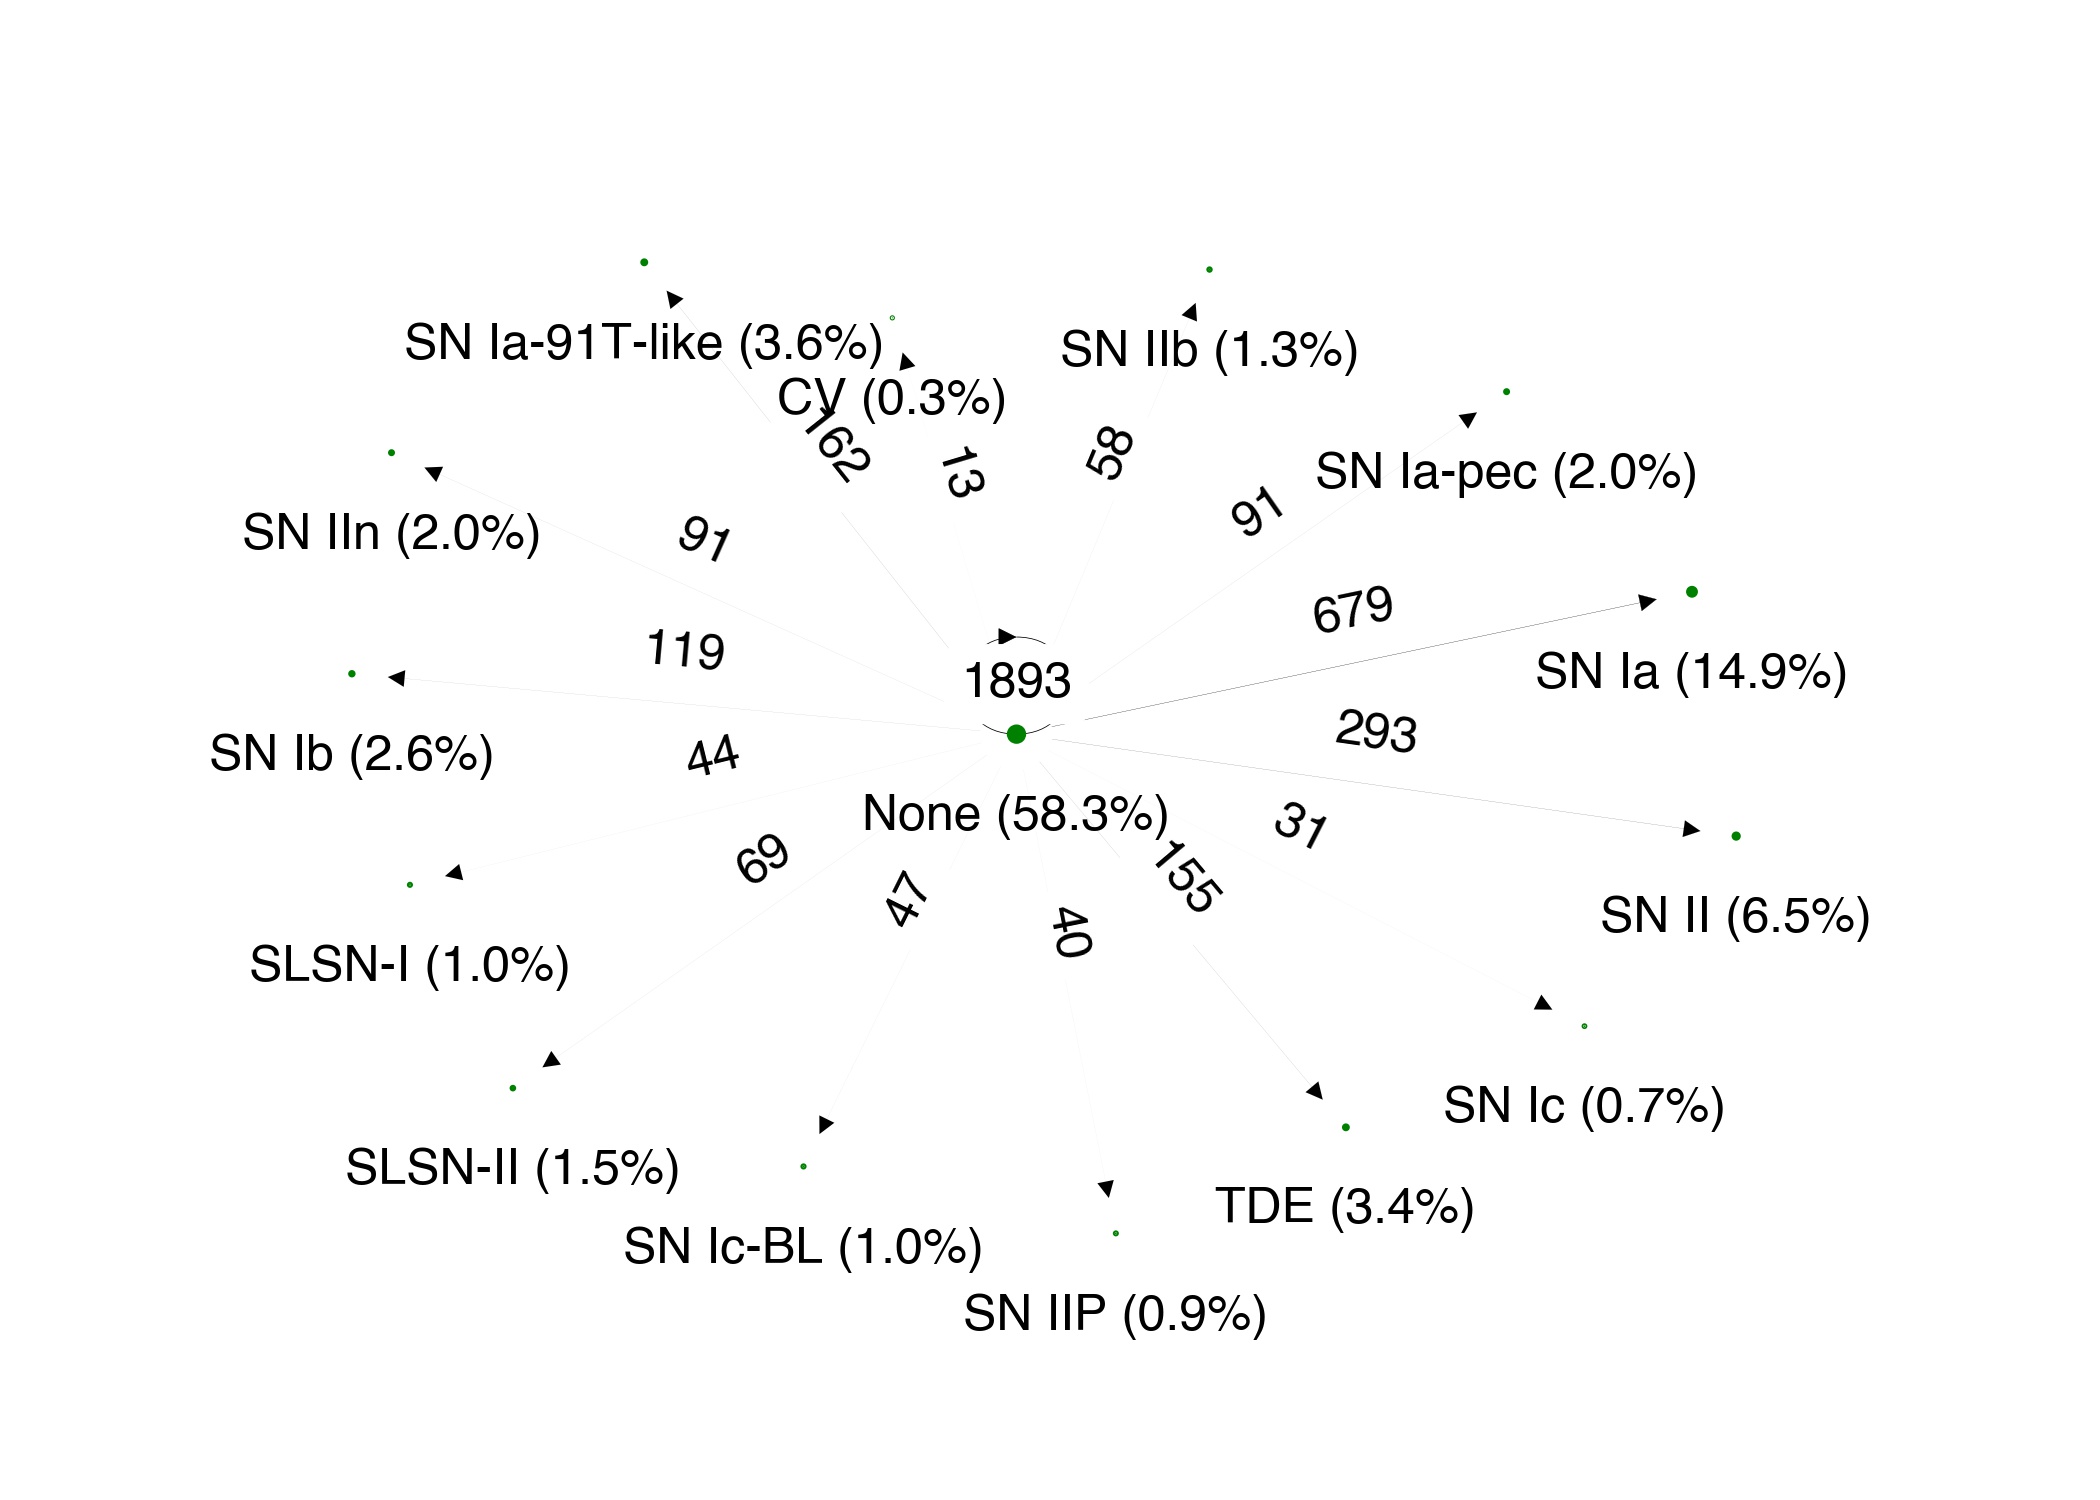 SN Ia-91T-like (3.6%)
SN IIb (1.3%)
CV (0.3%)
162
13
58
SN Ia-pec (2.0%)
91
SN IIn (2.0%)
91
679
119
SN Ia (14.9%)
1893
293
SN Ib (2.6%)
44
None (58.3%)
31
69
155
47
40
SN II (6.5%)
SLSN-I (1.0%)
SN Ic (0.7%)
SLSN-II (1.5%)
TDE (3.4%)
SN Ic-BL (1.0%)
SN IIP (0.9%)